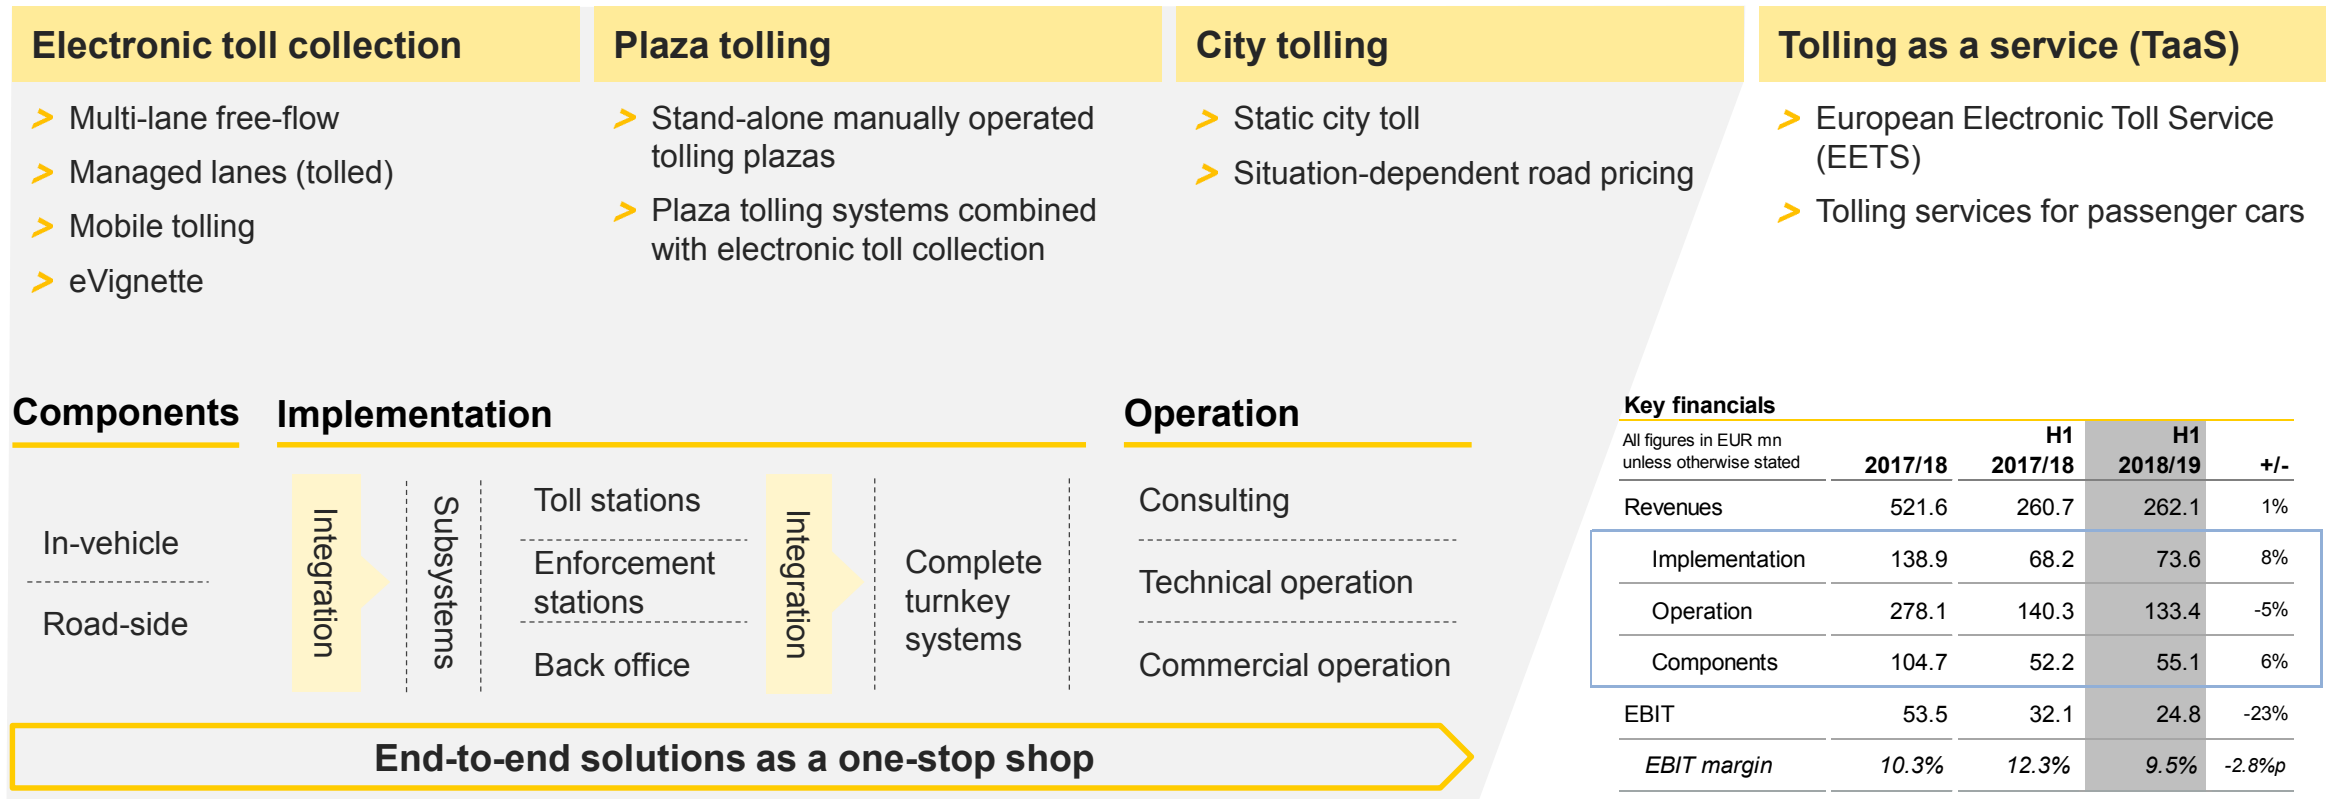 Electronic toll collection
Multi-lane free-flow
Managed lanes (tolled)
Mobile tolling
eVignette
Plaza tolling
Stand-alone manually operated
tolling plazas
Plaza tolling systems combined
with electronic toll collection
City tolling
Static city toll
Situation-dependent road pricing
Tolling as a service (TaaS)
European Electronic Toll Service
(EETS)
Tolling services for passenger cars
Components
In-vehicle
Road-side
Implementation
Integration
Subsystems
Toll stations
Enforcement
stations
Back office
Integration
Complete
turnkey
systems
Operation
Consulting
Technical operation
Commercial operation
End-to-end solutions as a one-stop shop
Key financials
All figures in EUR mn H1 H1
unless otherwise stated 2017/18 2017/18 2018/19 +/-
Revenues 521.6 260.7 262.1 1%
Implementation 138.9 68.2 73.6 8%
Operation 278.1 140.3 133.4 -5%
Components 104.7 52.2 55.1 6%
EBIT 53.5 32.1 24.8 -23%
EBIT margin 10.3% 12.3% 9.5% -2.8%p